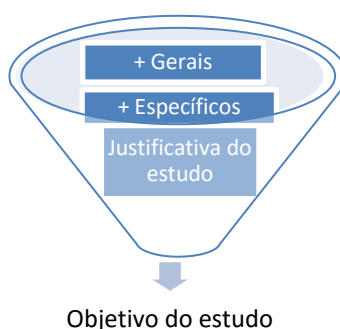 + Gerais
+ Específicos
Justificativa do
estudo
Objetivo do estudo